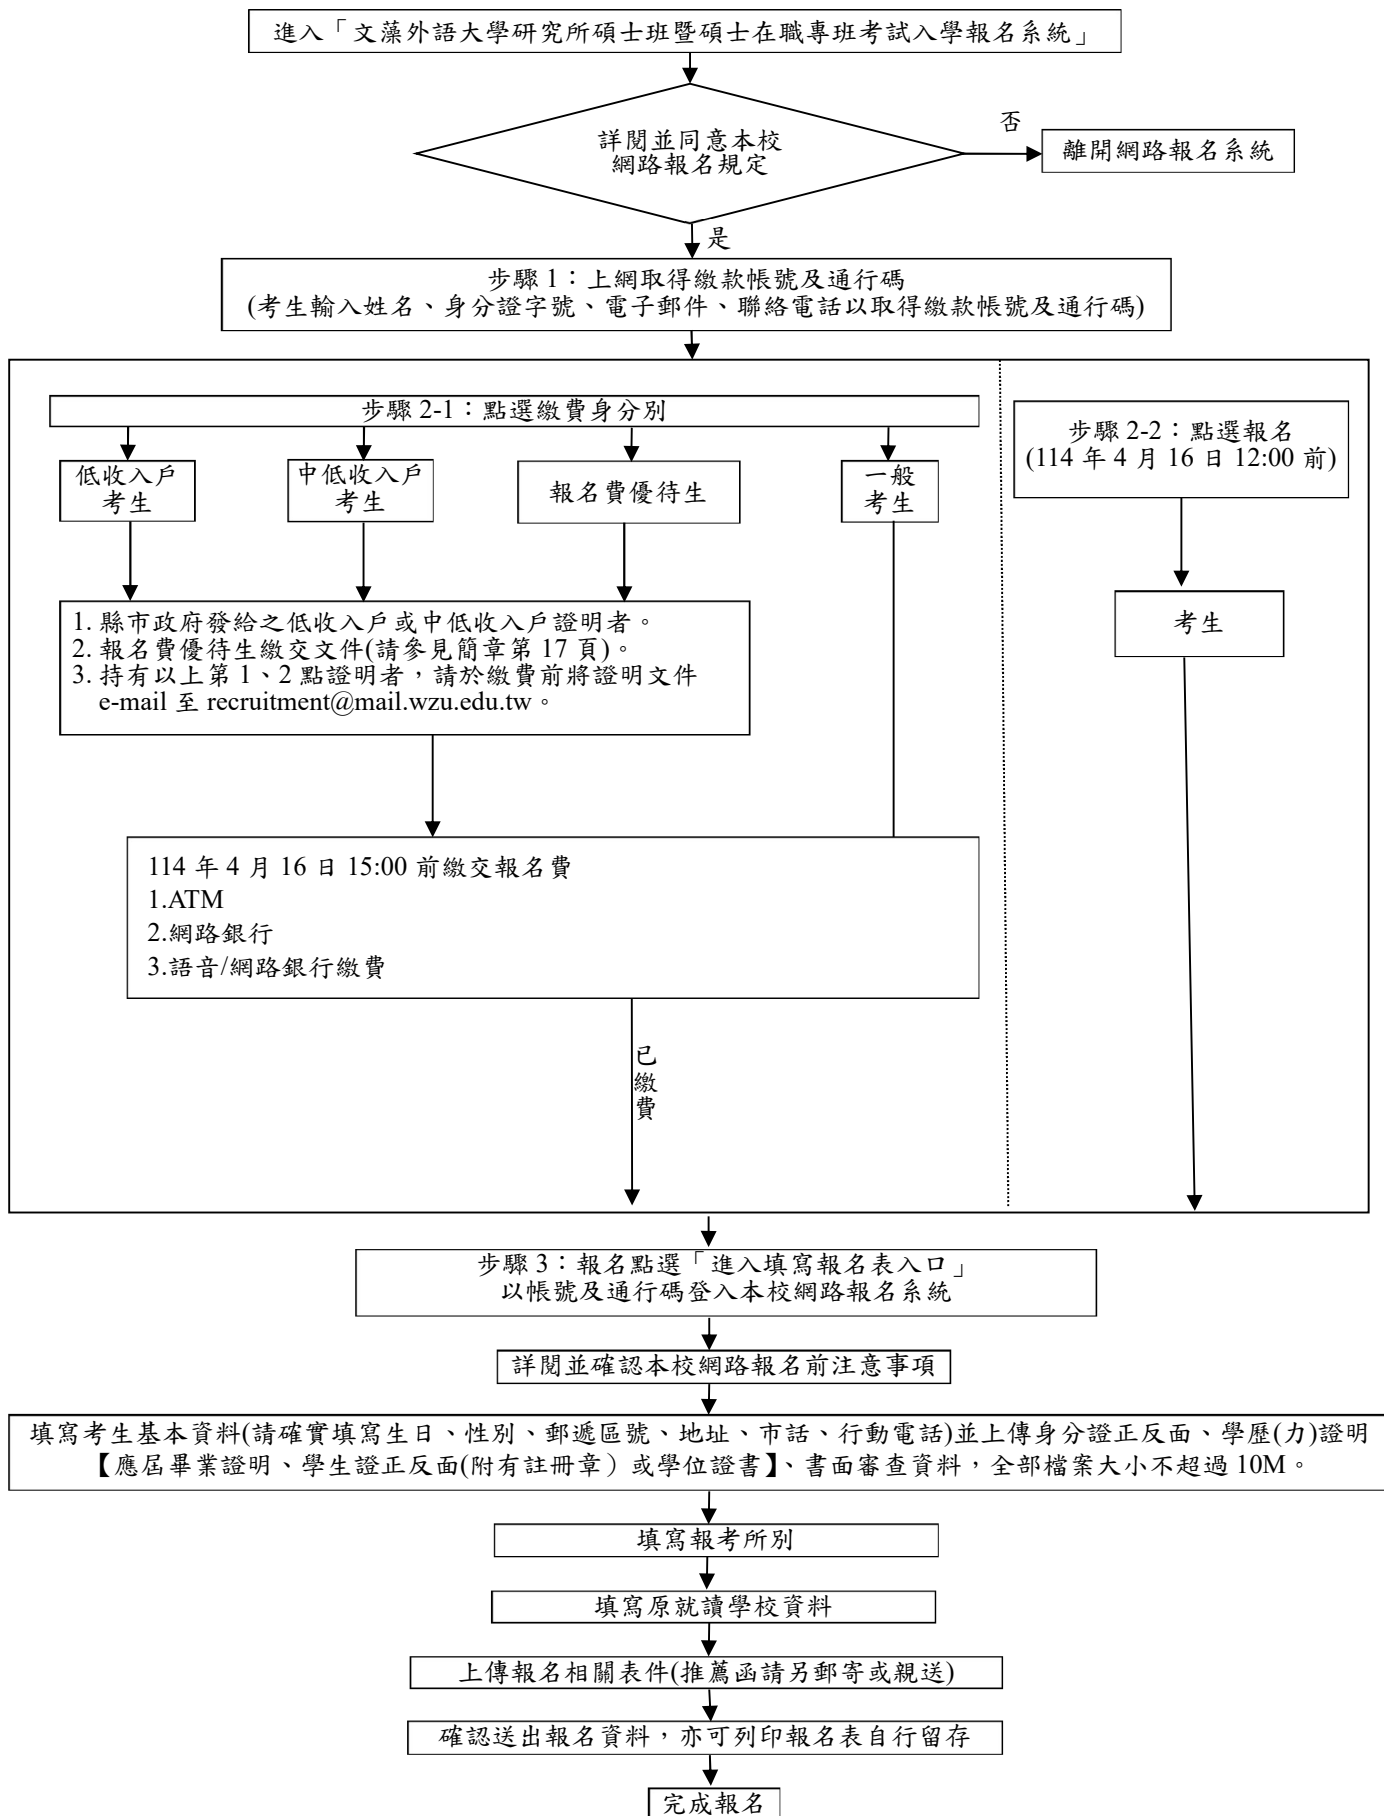 進入「文藻外語大學研究所碩士班暨碩士在職專班考試入學報名系統」
詳閱並同意本校
網路報名規定
否
離開網路報名系統
是
步驟 1：上網取得繳款帳號及通行碼
(考生輸入姓名、身分證字號、電子郵件、聯絡電話以取得繳款帳號及通行碼)
步驟 2-1：點選繳費身分別
低收入戶
考生
中低收入戶
考生
報名費優待生
一般
考生
1. 縣市政府發給之低收入戶或中低收入戶證明者。
2. 報名費優待生繳交文件(請參見簡章第 17 頁)。
3. 持有以上第 1、2 點證明者，請於繳費前將證明文件
e-mail 至 recruitment@mail.wzu.edu.tw。
114 年 4 月 16 日 15:00 前繳交報名費
1.ATM
2.網路銀行
3.語音/網路銀行繳費
已
繳
費
步驟 2-2：點選報名
(114 年 4 月 16 日 12:00 前)
考生
步驟 3：報名點選「進入填寫報名表入口」
以帳號及通行碼登入本校網路報名系統
詳閱並確認本校網路報名前注意事項
填寫考生基本資料(請確實填寫生日、性別、郵遞區號、地址、市話、行動電話)並上傳身分證正反面、學歷(力)證明
【應屆畢業證明、學生證正反面(附有註冊章）或學位證書】、書面審查資料，全部檔案大小不超過 10M。
填寫報考所別
填寫原就讀學校資料
上傳報名相關表件(推薦函請另郵寄或親送)
確認送出報名資料，亦可列印報名表自行留存
完成報名